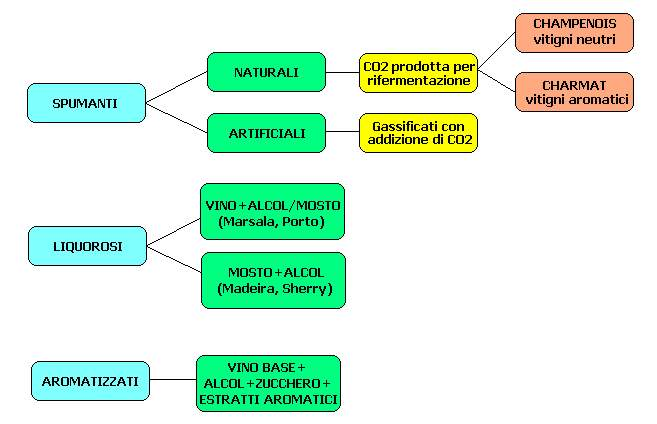 SPUMANTI
NATURALI
CO2 prodotta per
rifermentazione
CHAMPENOIS
vitigni neutri
CHARMAT
vitigni aromatici
ARTIFICIALI
Gassificati con
addizione di CO2
LIQUOROSI
VINO+ALCOL/MOSTO
(Marsala, Porto)
MOSTO+ALCOL
(Madeira, Sherry)
AROMATIZZATI
VINO BASE+
ALCOL+ZUCCHERO+
ESTRATTI AROMATICI